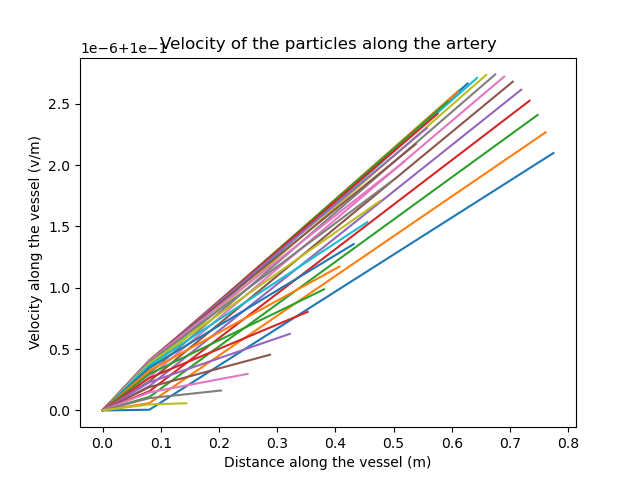 Velocity of the particles along the artery
1e−6+1e−1
2.5
2.0
1.5
1.0
0.5
0.0
Velocity along the vessel (v/m)
0.0 0.1 0.2 0.3 0.4 0.5 0.6 0.7 0.8
Distance along the vessel (m)